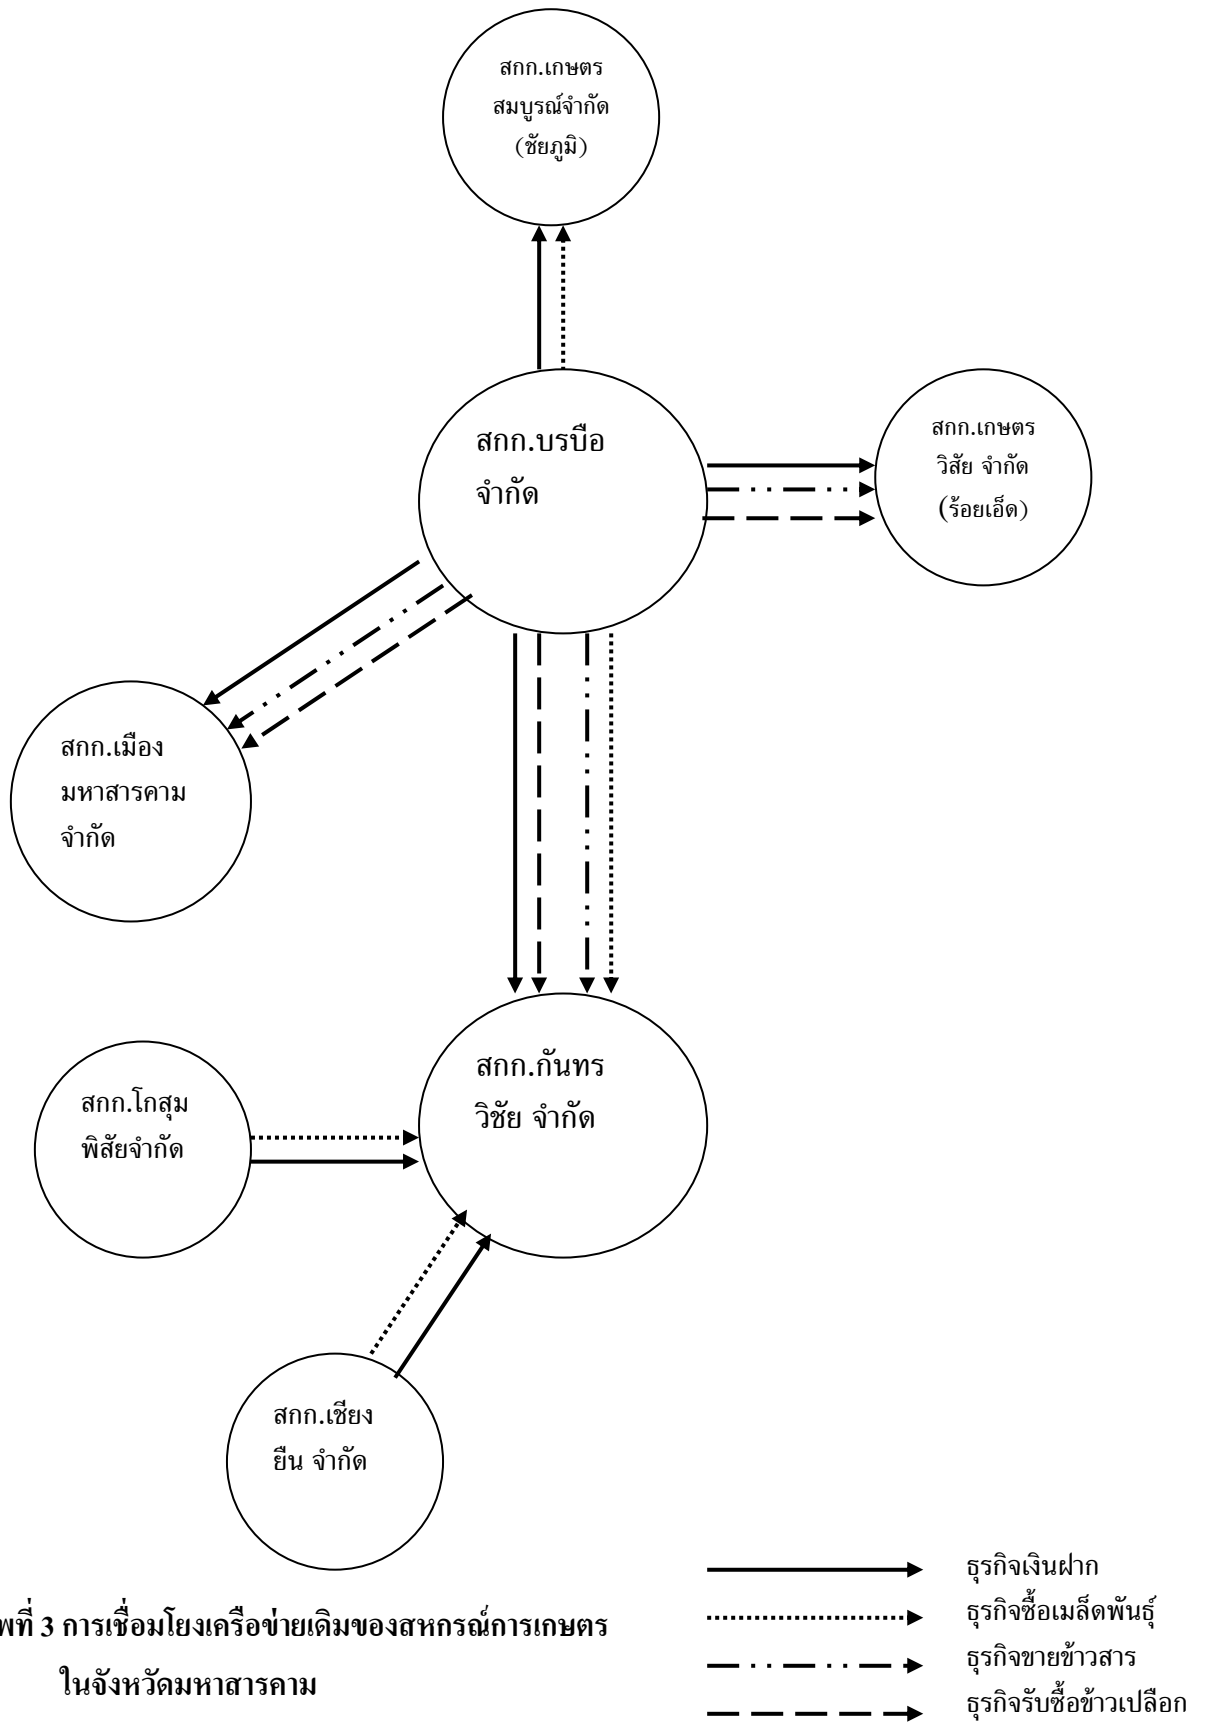 สกก.เกษตร
สมบูรณ์จำกัด
(ชัยภูมิ)
สกก.บรบือ
จำกัด
สกก.เกษตร
วิสัย จำกัด
(ร้อยเอ็ด)
สกก.เมือง
มหาสารคาม
จำกัด
สกก.กันทร
วิชัย จำกัด
สกก.โกสุม
พิสัยจำกัด
สกก.เชียง
ยืน จำกัด
ธุรกิจเงินฝาก
ธุรกิจซื้อเมล็ดพันธุ์
ธุรกิจขายข้าวสาร
ธุรกิจรับซื้อข้าวเปลือก
พที่ 3 การเชื่อมโยงเครือข่ายเดิมของสหกรณ์การเกษตร
ในจังหวัดมหาสารคาม